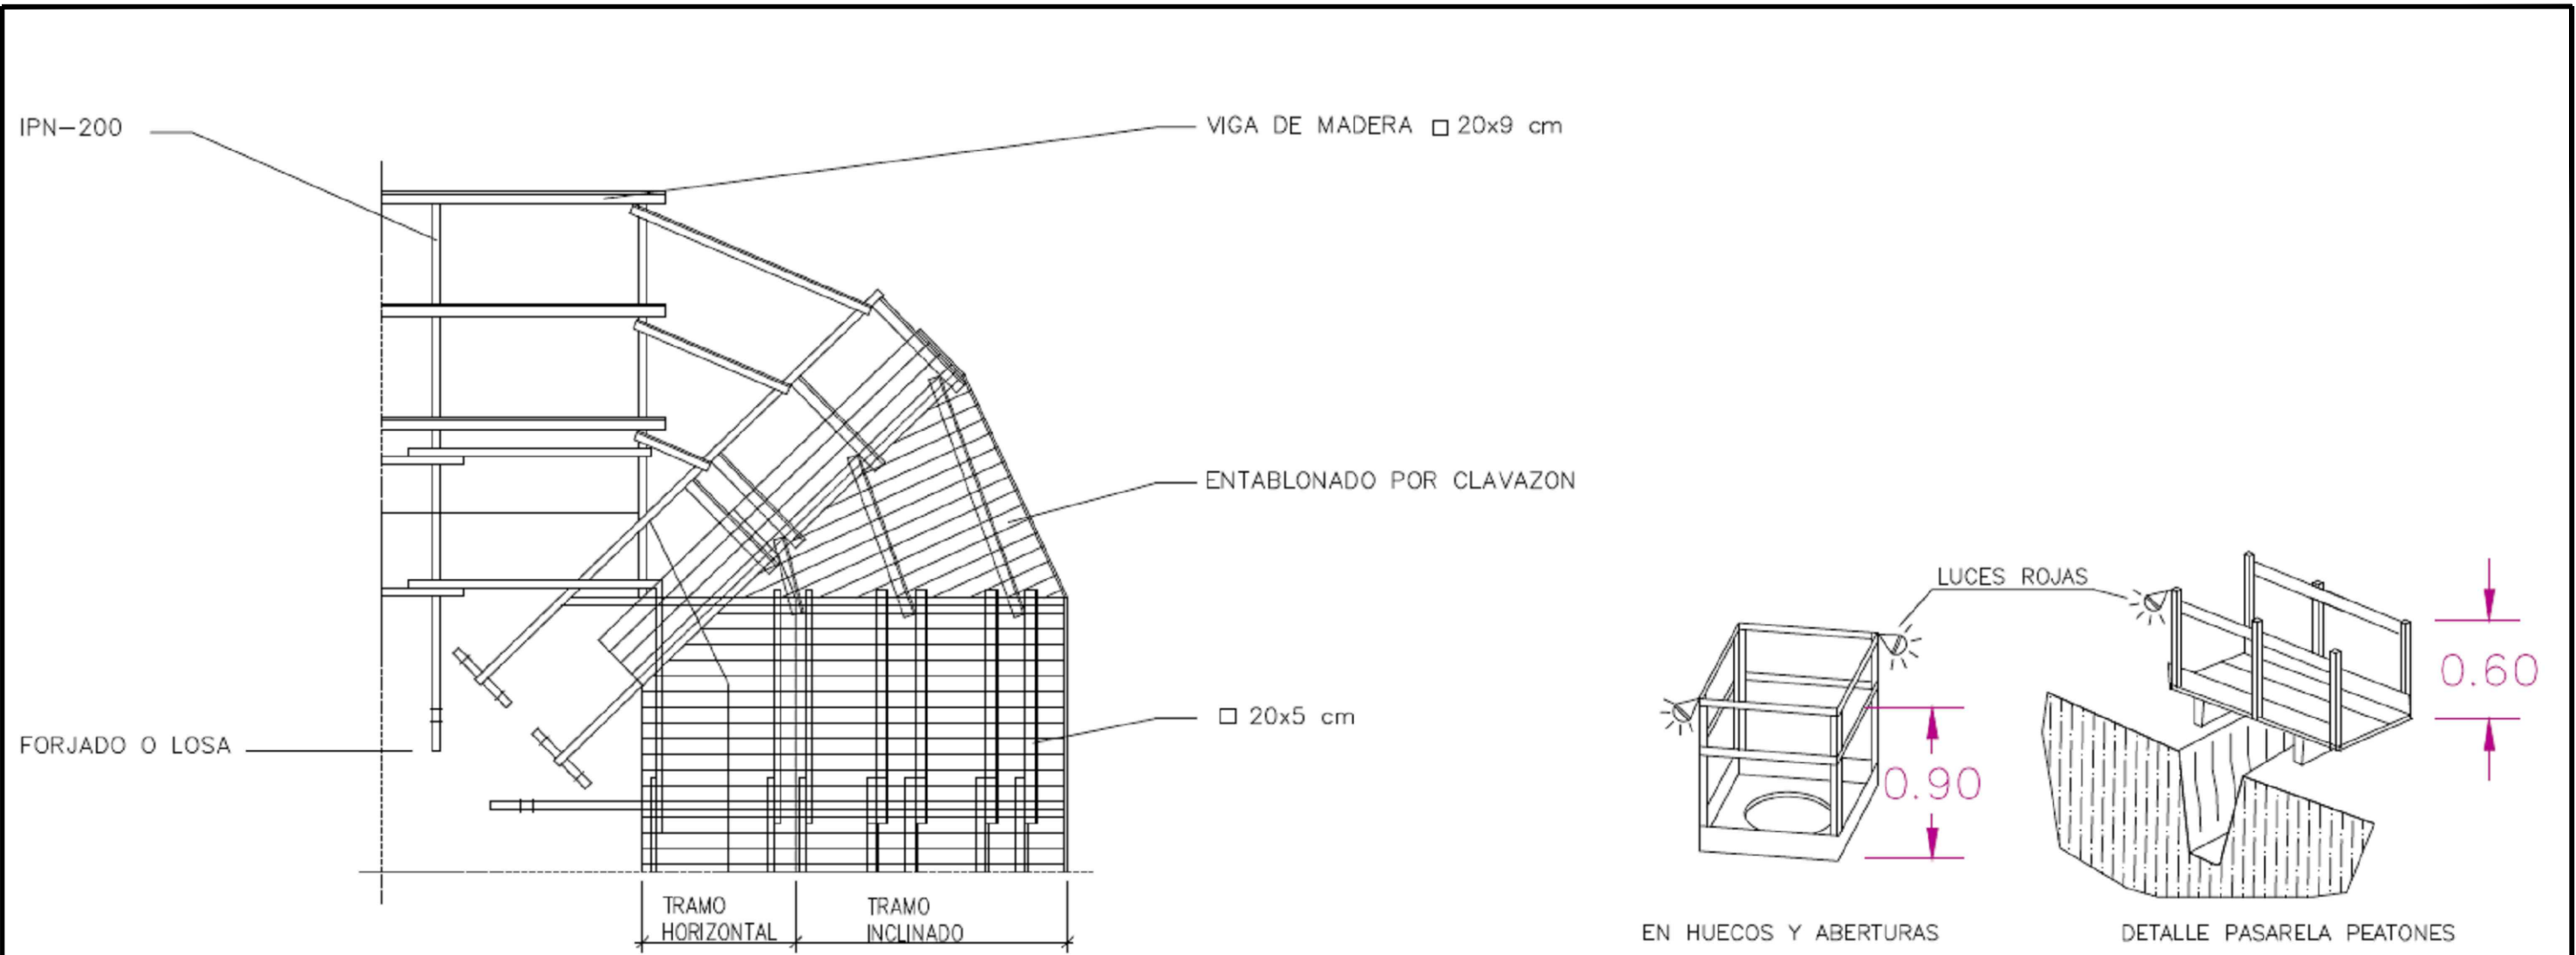 IPN-200
VIGA DE MADERA □ 20x9 cm
ENTABLONADO POR CLAVAZON
LUCES ROJAS
0.60
□ 20x5 cm
FORJADO O LOSA
0.90
TRAMO
HORIZONTAL
TRAMO
INCLINADO
EN HUECOS Y ABERTURAS
DETALLE PASARELA PEATONES